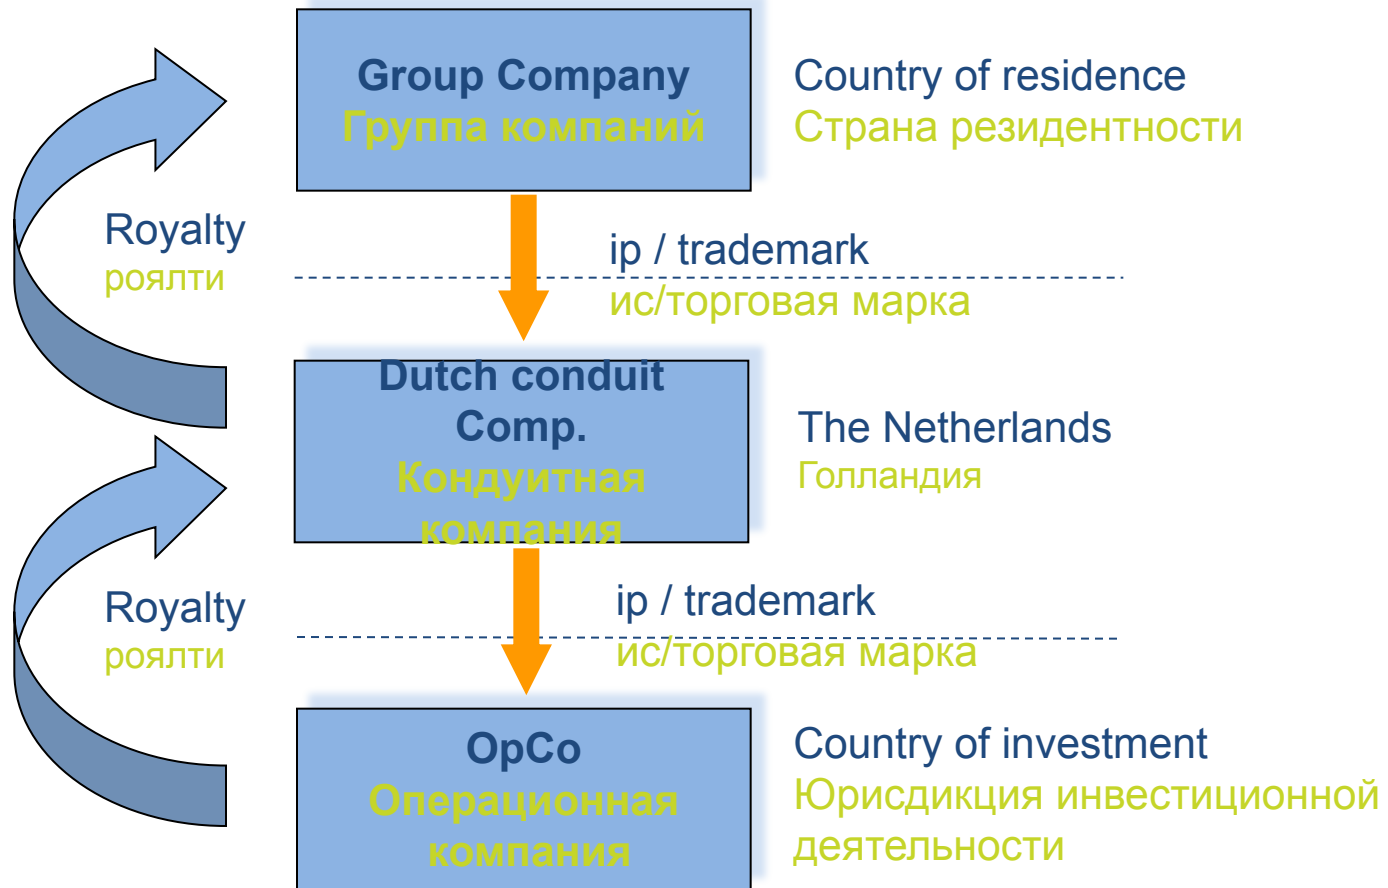 Group Company
Группа компаний
Country of residence
Страна резидентности
Royalty
роялти
ip / trademark
ис/торговая марка
Dutch conduit
Comp.
Кондуитная
компания
The Netherlands
Голландия
Royalty
роялти
ip / trademark
ис/торговая марка
OpCo
Операционная
компания
Country of investment
Юрисдикция инвестиционной
деятельности